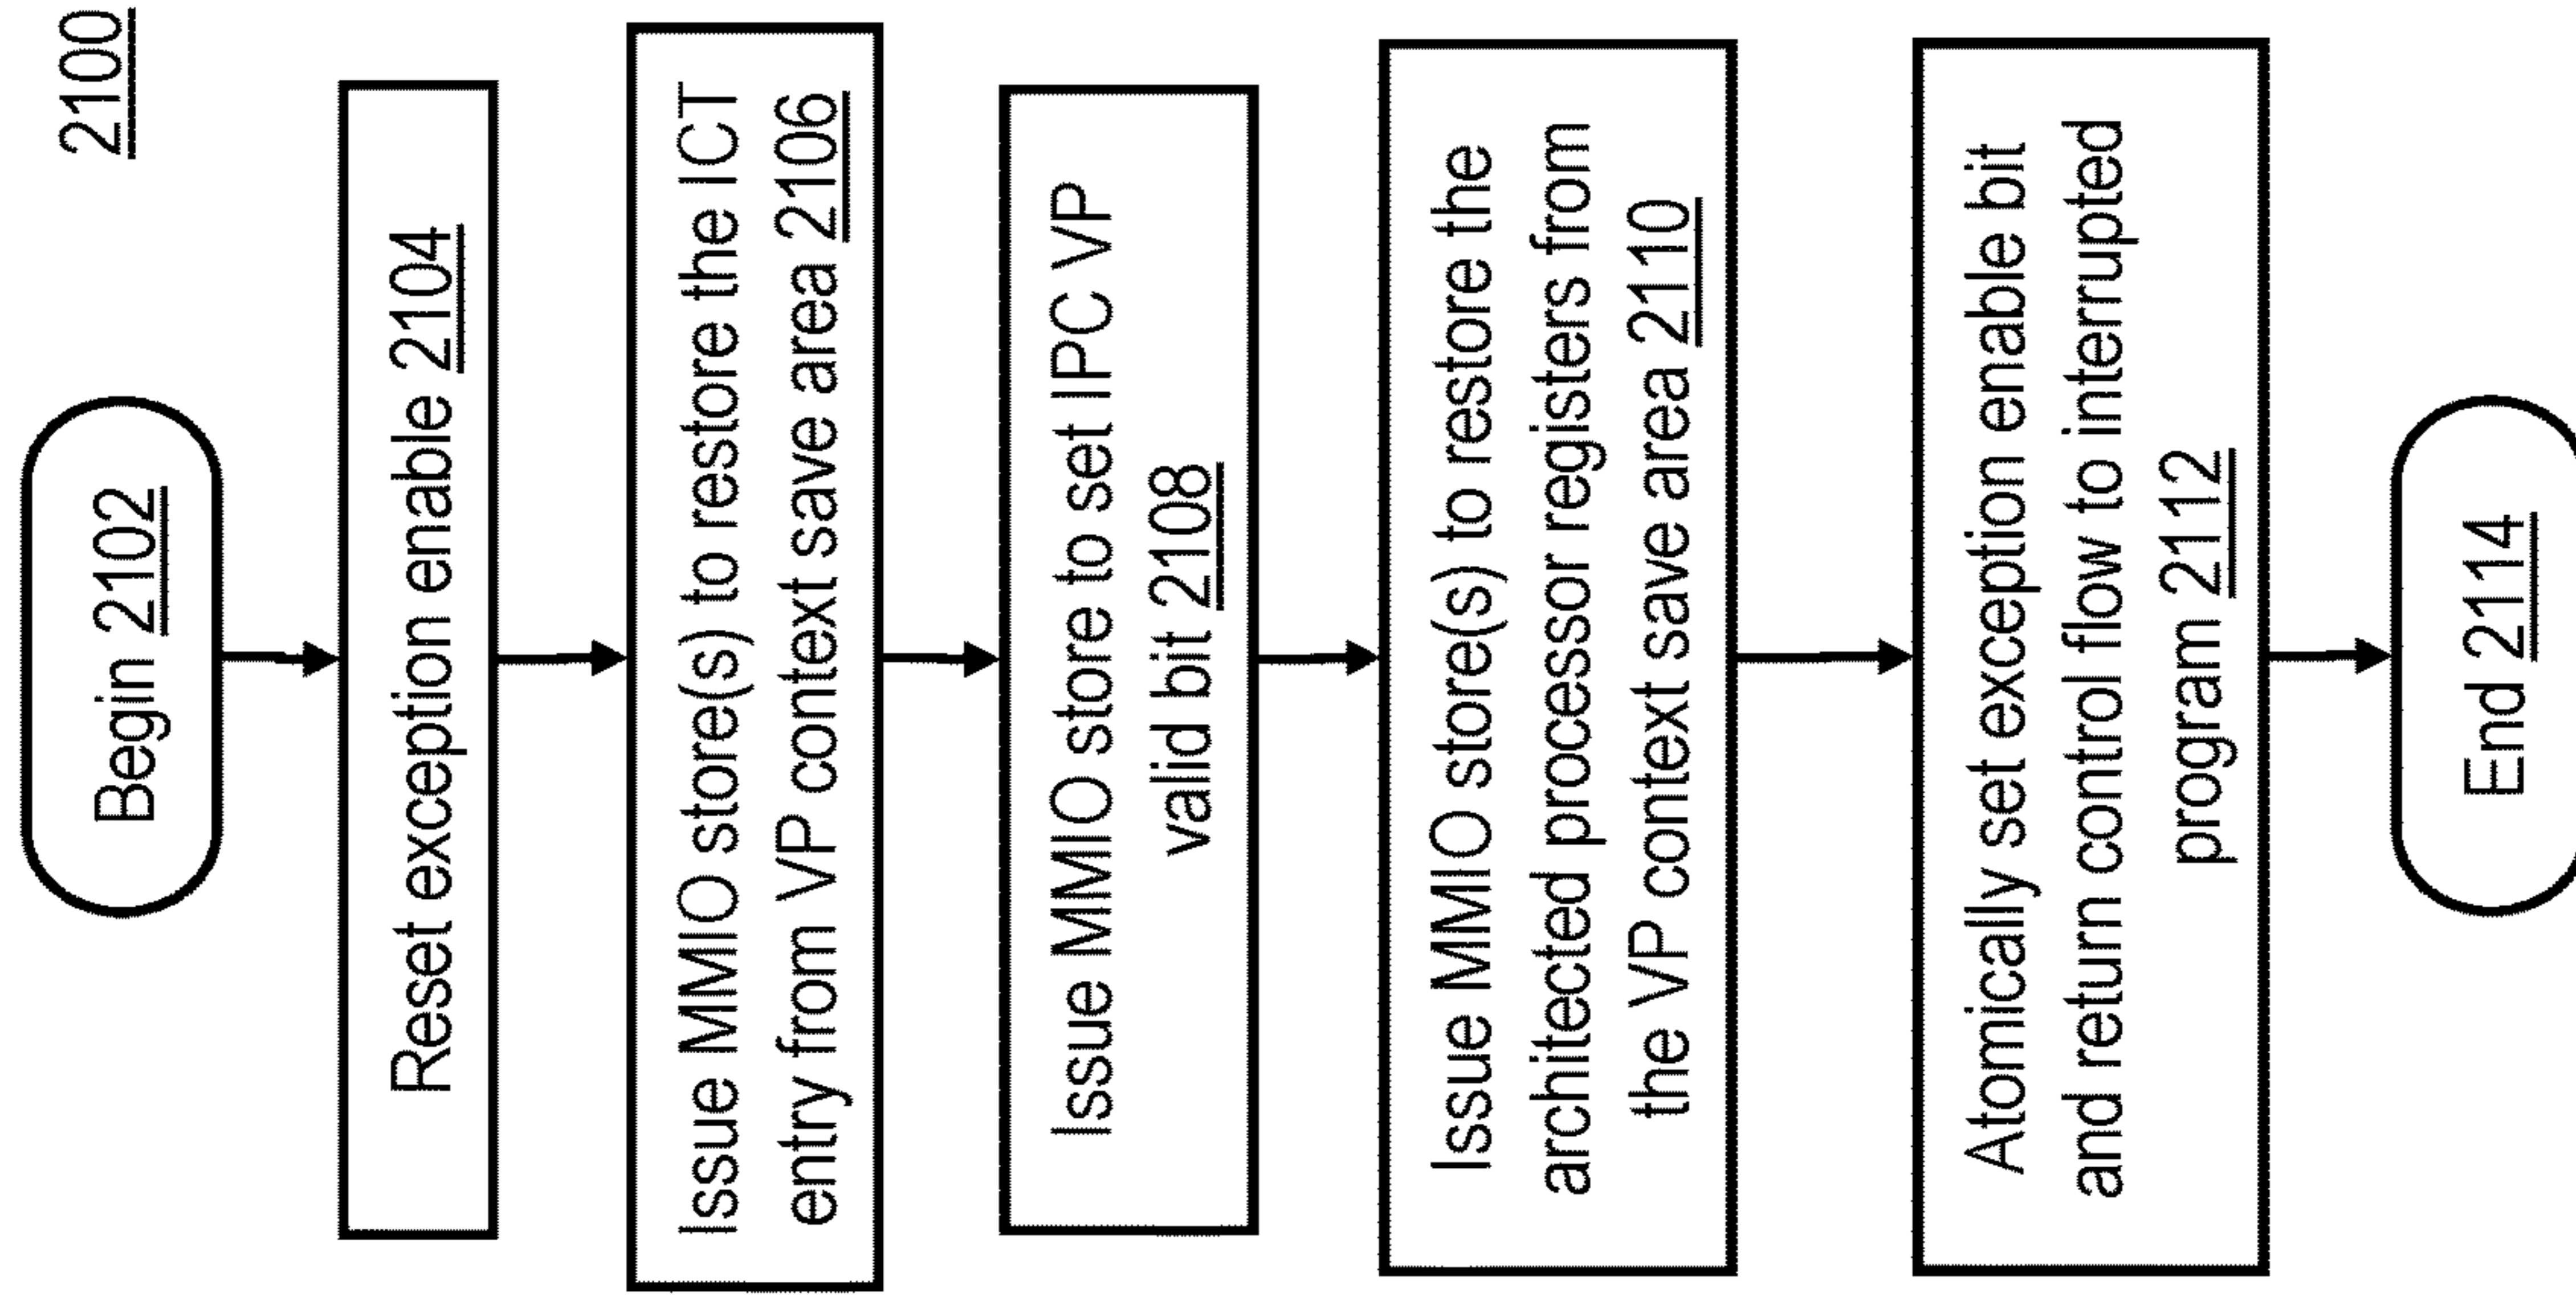 2100
Begin 2102
Reset exception enable 2104
Issue MMIO store(s) to restore the ICT
entry from VP context save area 2106
Issue MMIO store to set IPC VP
valid bit 2108
Issue MMIO store(s) to restore the
architected processor registers from
the VP context save area 2110
Atomically set exception enable bit
and return control flow to interrupted
program 2112
End 2114